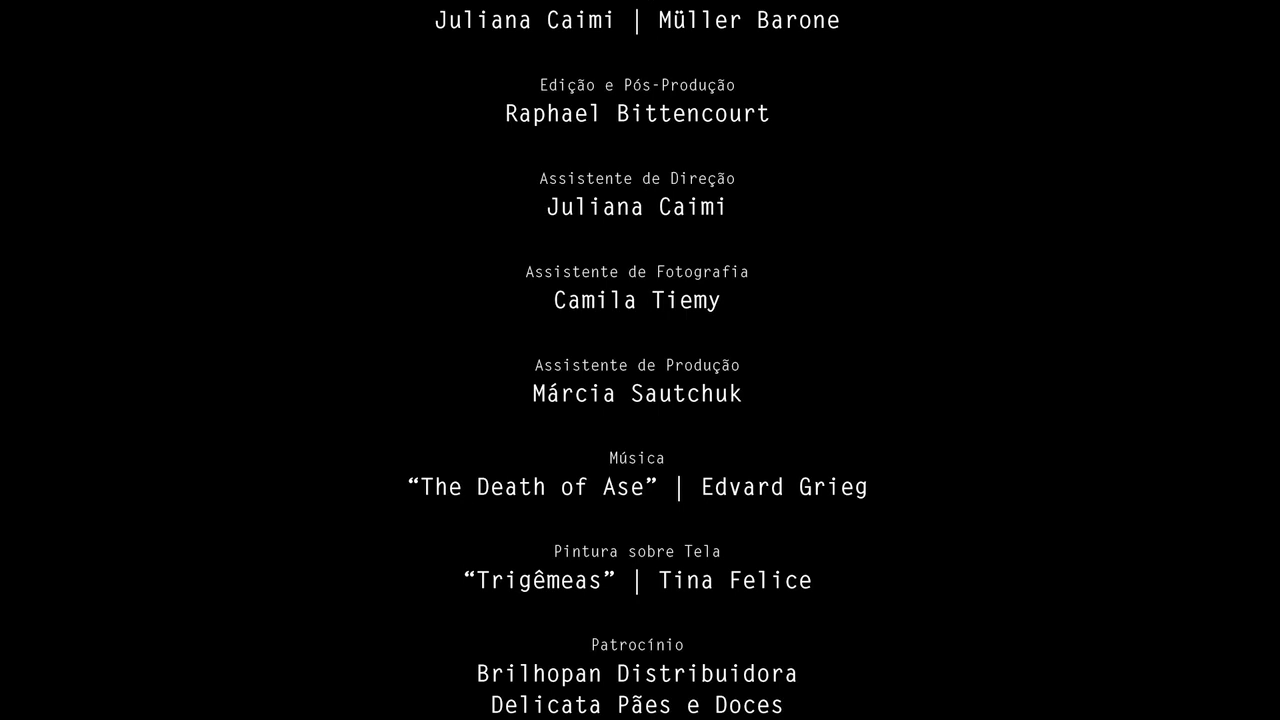 Juliana Caimi | Müller Barone
Edição e Pós-Produção
Raphael Bittencourt
Assistente de Direção
Juliana Caimi
Assistente de Fotografia
Camila Tiemy
Assistente de Produção
Márcia Sautchuk
Música
“The Death of Ase” | Edvard Grieg
Pintura sobre Tela
“Trigêmeas” | Tina Felice
Patrocínio
Brilhopan Distribuidora
Delicata Pães e Doces